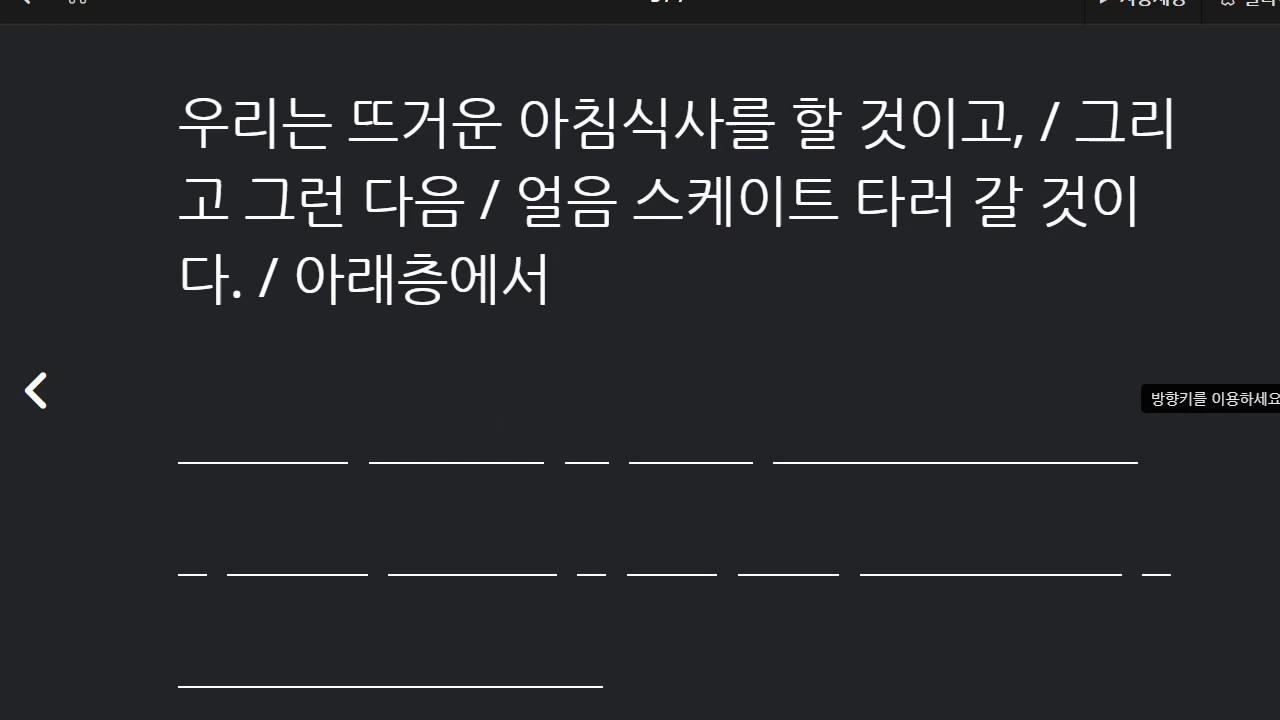 우리는 뜨거운 아침식사를 할 것이고, / 그리
고 그런 다음 / 얼음 스케이트 타러 갈 것이
다. / 아래층에서
방향키를 이용하세요